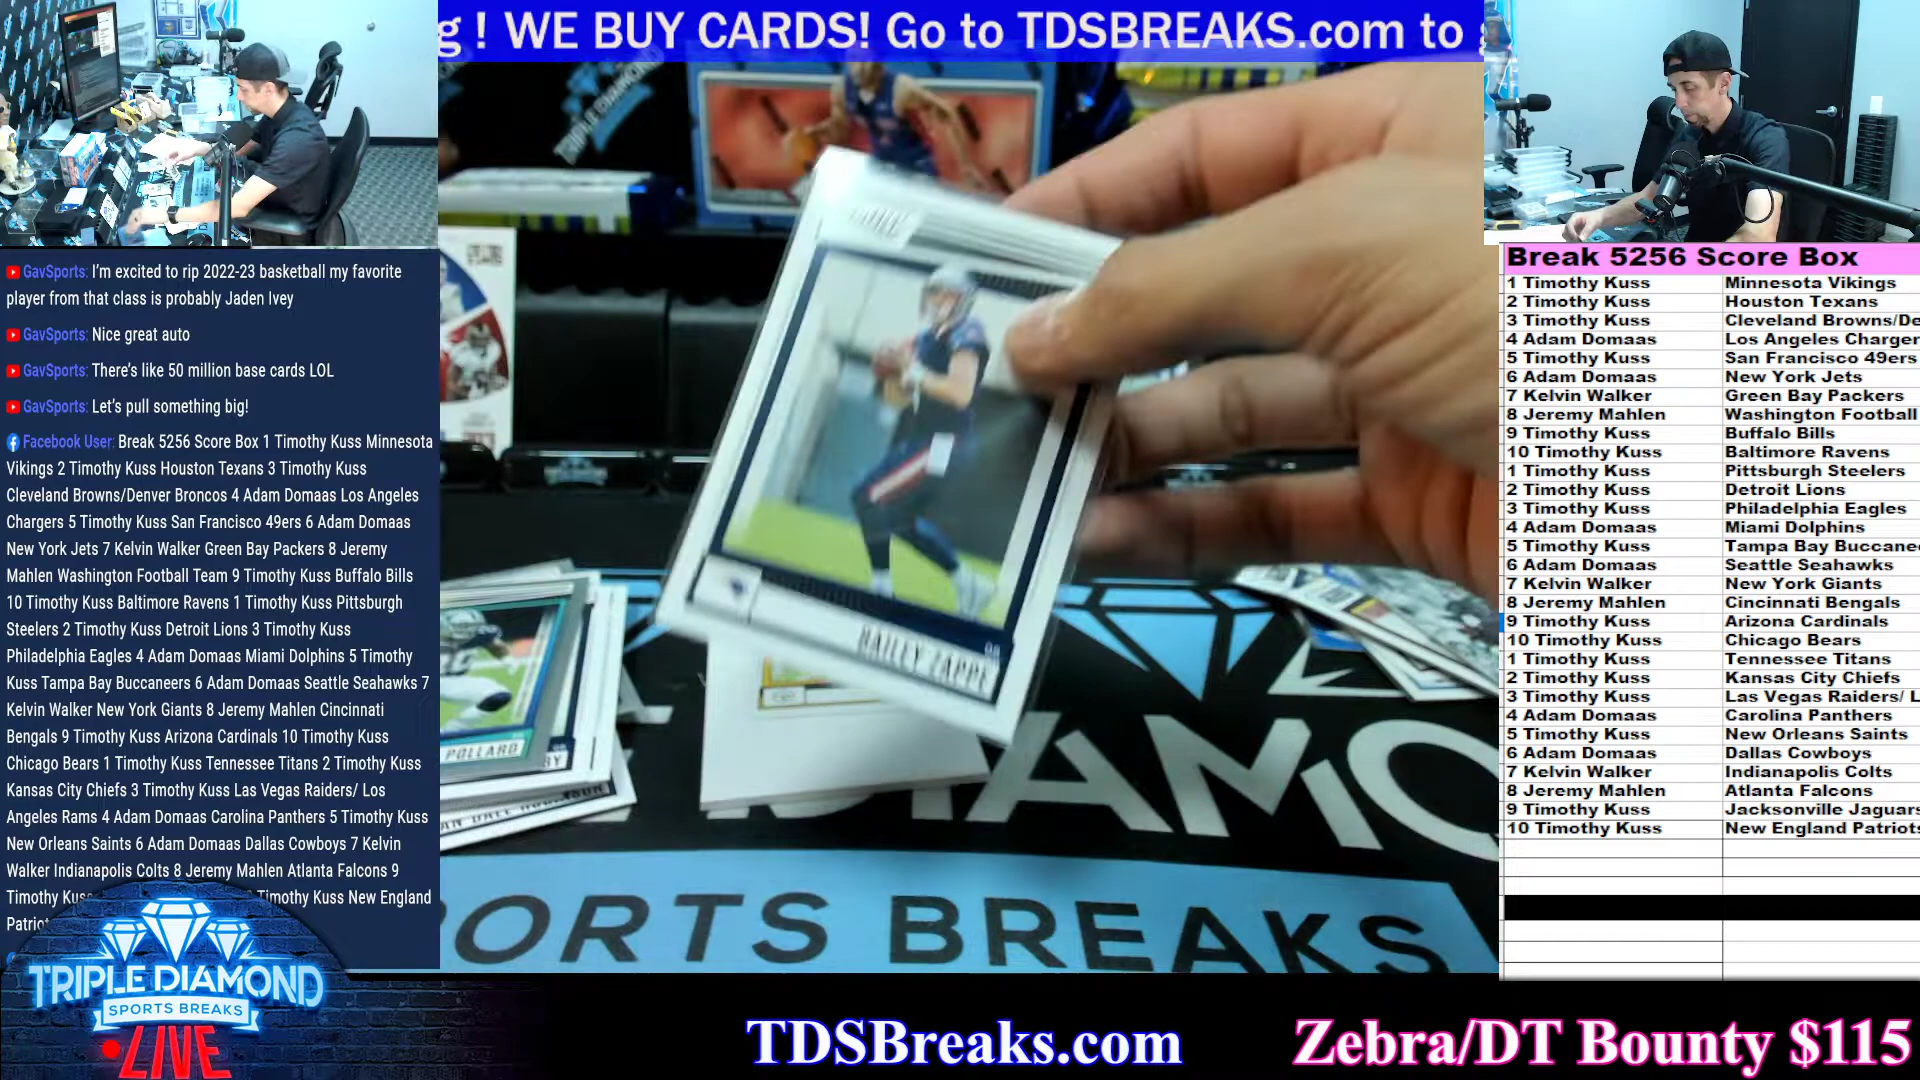 g ! WE BUY CARDS! Go to TDSBREAKS.com to
GavSports: I'm excited to rip 2022-23 basketball my favorite
player from that class is probably Jaden Ivey
GavSports: Nice great auto
GavSports: There's like 50 million base cards LOL
GavSports: Let's pull something big!
Facebook User: Break 5256 Score Box 1 Timothy Kuss Minnesota
Vikings 2 Timothy Kuss Houston Texans 3 Timothy Kuss
Cleveland Browns/Denver Broncos 4 Adam Domaas Los Angeles
Chargers 5 Timothy Kuss San Francisco 49ers 6 Adam Domaas
New York Jets 7 Kelvin Walker Green Bay Packers 8 Jeremy
Mahlen Washington Football Team 9 Timothy Kuss Buffalo Bills
10 Timothy Kuss Baltimore Ravens 1 Timothy Kuss Pittsburgh
Steelers 2 Timothy Kuss Detroit Lions 3 Timothy Kuss
Philadelphia Eagles 4 Adam Domaas Miami Dolphins 5 Timothy
Kuss Tampa Bay Buccaneers 6 Adam Domaas Seattle Seahawks 7
Kelvin Walker New York Giants 8 Jeremy Mahlen Cincinnati
Bengals 9 Timothy Kuss Arizona Cardinals 10 Timothy Kuss
Chicago Bears 1 Timothy Kuss Tennessee Titans 2 Timothy Kuss
Kansas City Chiefs 3 Timothy Kuss Las Vegas Raiders/ Los
Angeles Rams 4 Adam Domaas Carolina Panthers 5 Timothy Kuss
New Orleans Saints 6 Adam Domaas Dallas Cowboys 7 Kelvin
Walker Indianapolis Colts 8 Jeremy Mahlen Atlanta Falcons 9
Timothy Kuss Timothy Kuss New England
Patriot
TRIPLE DIAMOND
SPORTS BREAKS
LIVE
TRIPLE
SCORE
BAILEY ZAPPE
POLLARD
BY
AN DALE ROBINSON
IAMO
PORTS BREAKS
Break 5256 Score Box
1 Timothy Kuss Minnesota Vikings
2 Timothy Kuss Houston Texans
3 Timothy Kuss Cleveland Browns/De
4 Adam Domaas Los Angeles Charger
5 Timothy Kuss San Francisco 49ers
6 Adam Domaas New York Jets
7 Kelvin Walker Green Bay Packers
8 Jeremy Mahlen Washington Football
9 Timothy Kuss Buffalo Bills
10 Timothy Kuss Baltimore Ravens
1 Timothy Kuss Pittsburgh Steelers
2 Timothy Kuss Detroit Lions
3 Timothy Kuss Philadelphia Eagles
4 Adam Domaas Miami Dolphins
5 Timothy Kuss Tampa Bay Buccanee
6 Adam Domaas Seattle Seahawks
7 Kelvin Walker New York Giants
8 Jeremy Mahlen Cincinnati Bengals
9 Timothy Kuss Arizona Cardinals
10 Timothy Kuss Chicago Bears
1 Timothy Kuss Tennessee Titans
2 Timothy Kuss Kansas City Chiefs
3 Timothy Kuss Las Vegas Raiders/ L
4 Adam Domaas Carolina Panthers
5 Timothy Kuss New Orleans Saints
6 Adam Domaas Dallas Cowboys
7 Kelvin Walker Indianapolis Colts
8 Jeremy Mahlen Atlanta Falcons
9 Timothy Kuss Jacksonville Jaguars
10 Timothy Kuss New England Patriots
TDSBreaks.com
Zebra/DT Bounty $115